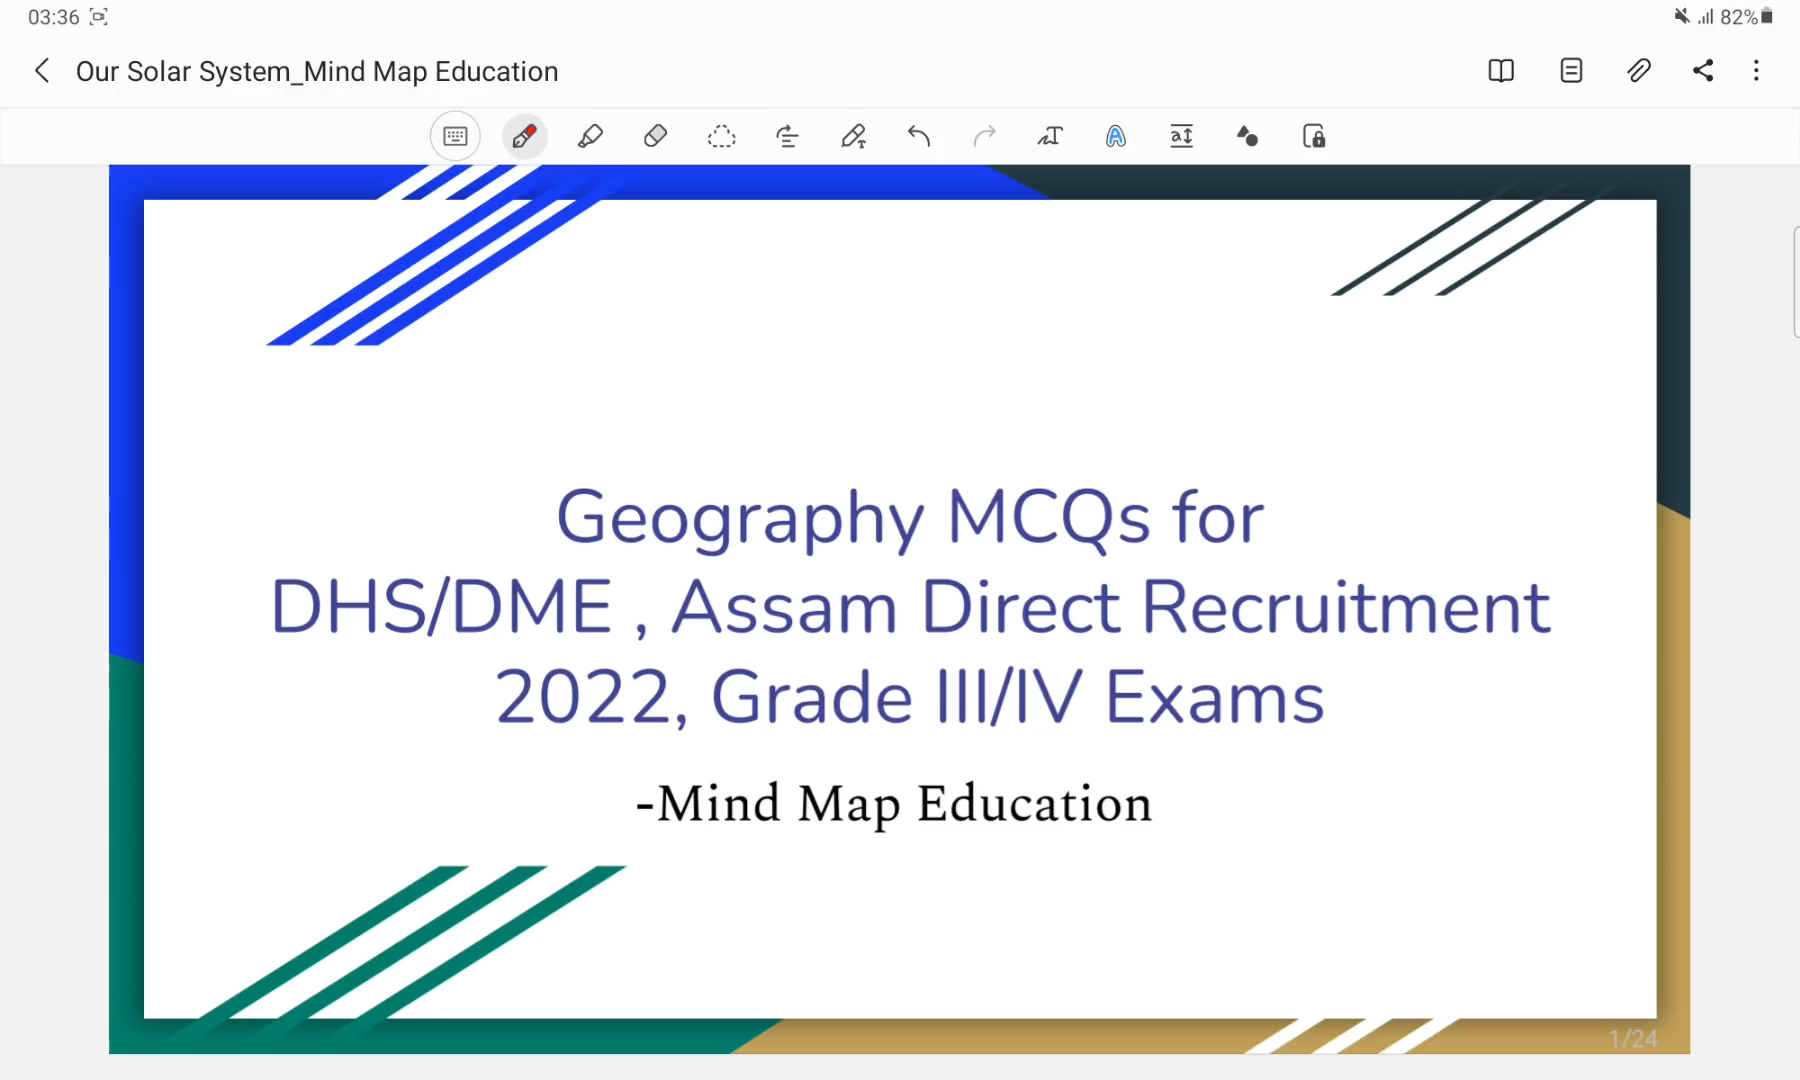 03:36
82%
Our Solar System_Mind Map Education
Geography MCQs for
DHS/DME , Assam Direct Recruitment
2022, Grade III/IV Exams
-Mind Map Education
1/24